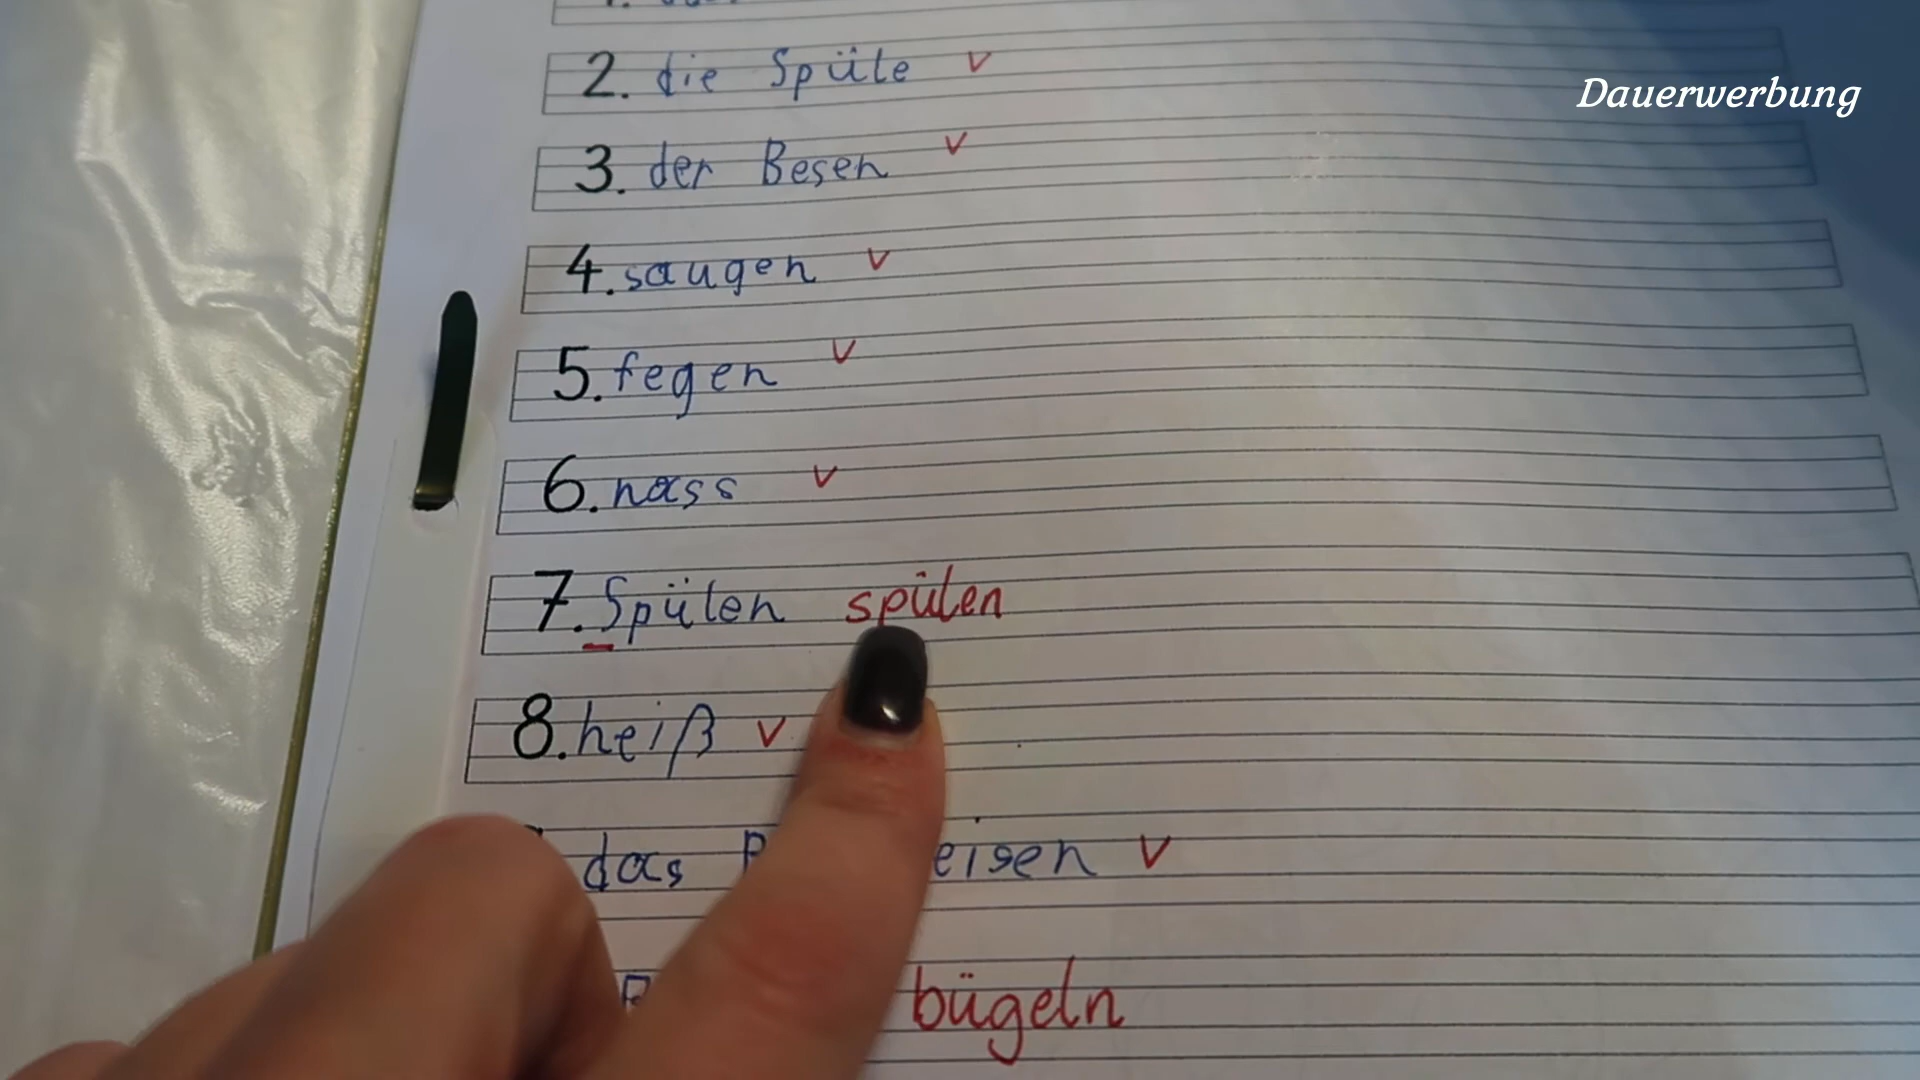 2. die Spüle v
Dauerwerbung
3. der Besen v
4. saugen v
5. fegen v
6. nass v
7. Spülen spülen
8. heiß v
das eisen v
bügeln